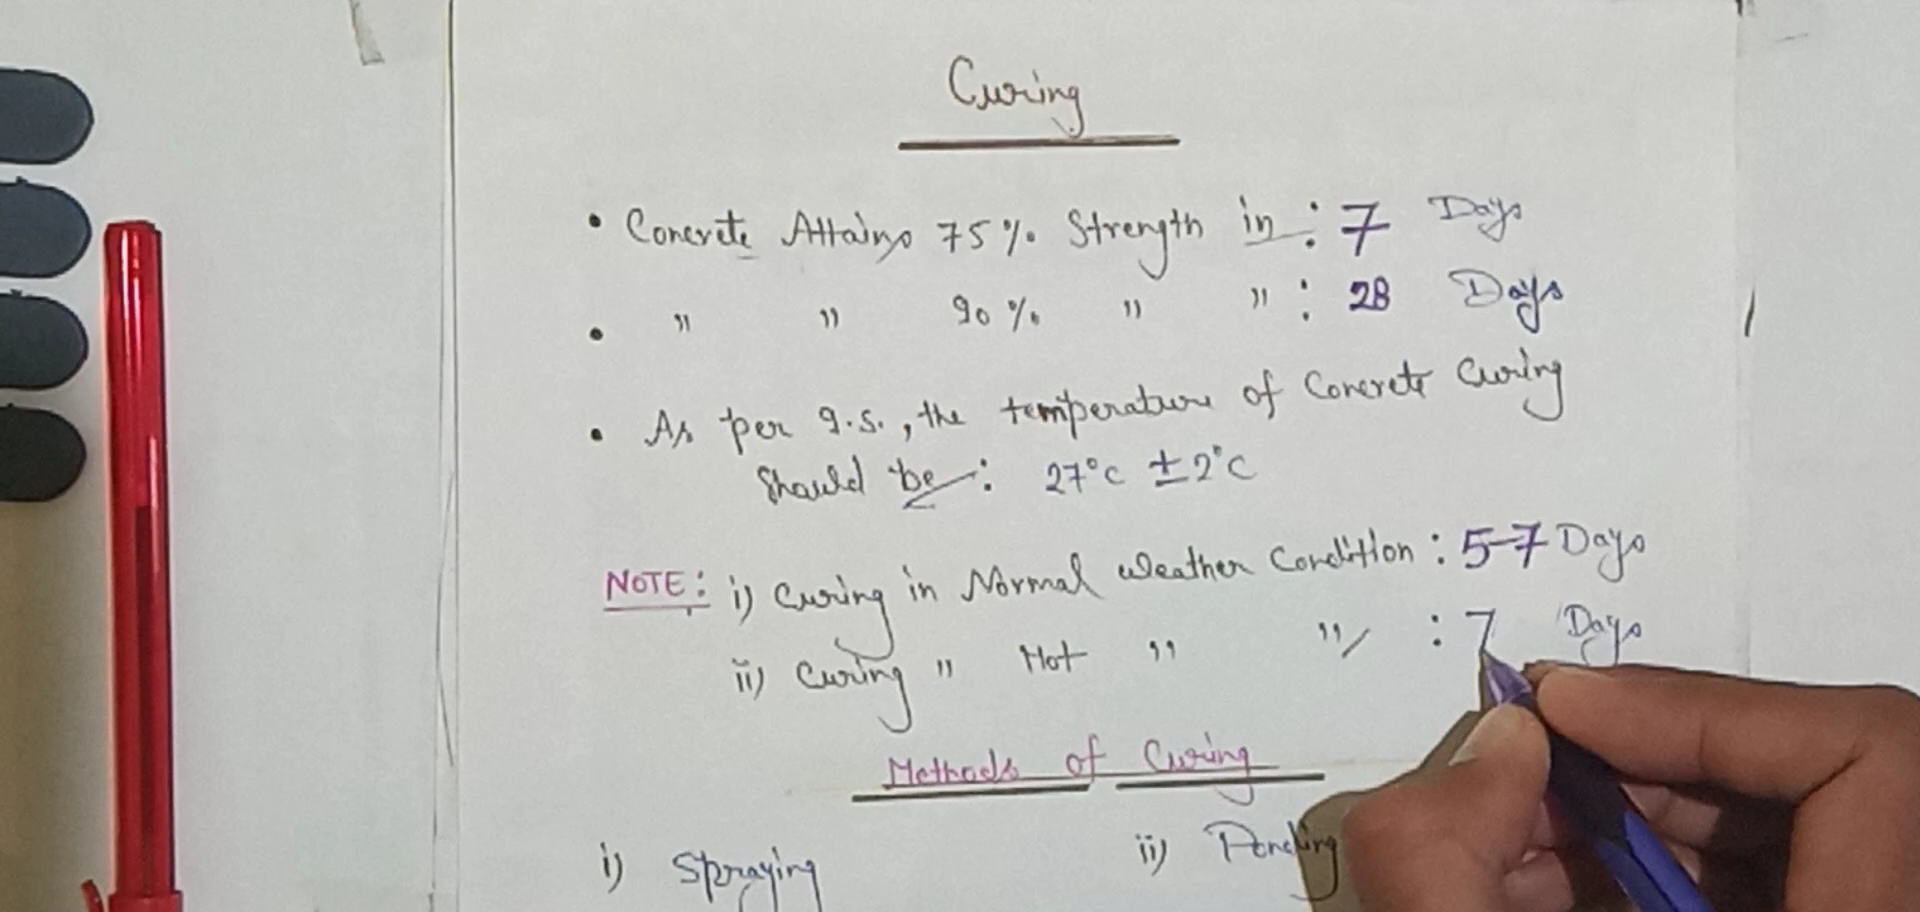 Curing
• Concrete Attains 75% Strength in : 7 Days
• " " 90% " " : 28 Days
• As per I.S., the temperature of Concrete Curing
Should be : 27°C ±2°C
NOTE: i) Curing in Normal Weather Condition : 5-7 Days
ii) Curing " Hot " " : 7 Days
Methods of Curing
i) Spraying ii) Ponding